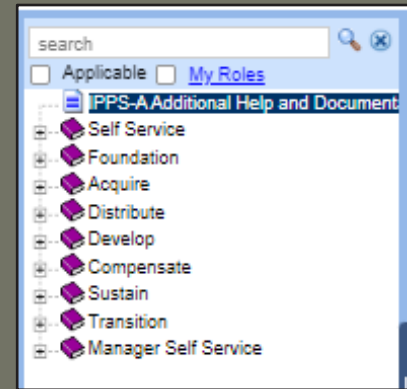 search
Applicable My Roles
IPPS-A Additional Help and Document
Self Service
Foundation
Acquire
Distribute
Develop
Compensate
Sustain
Transition
Manager Self Service